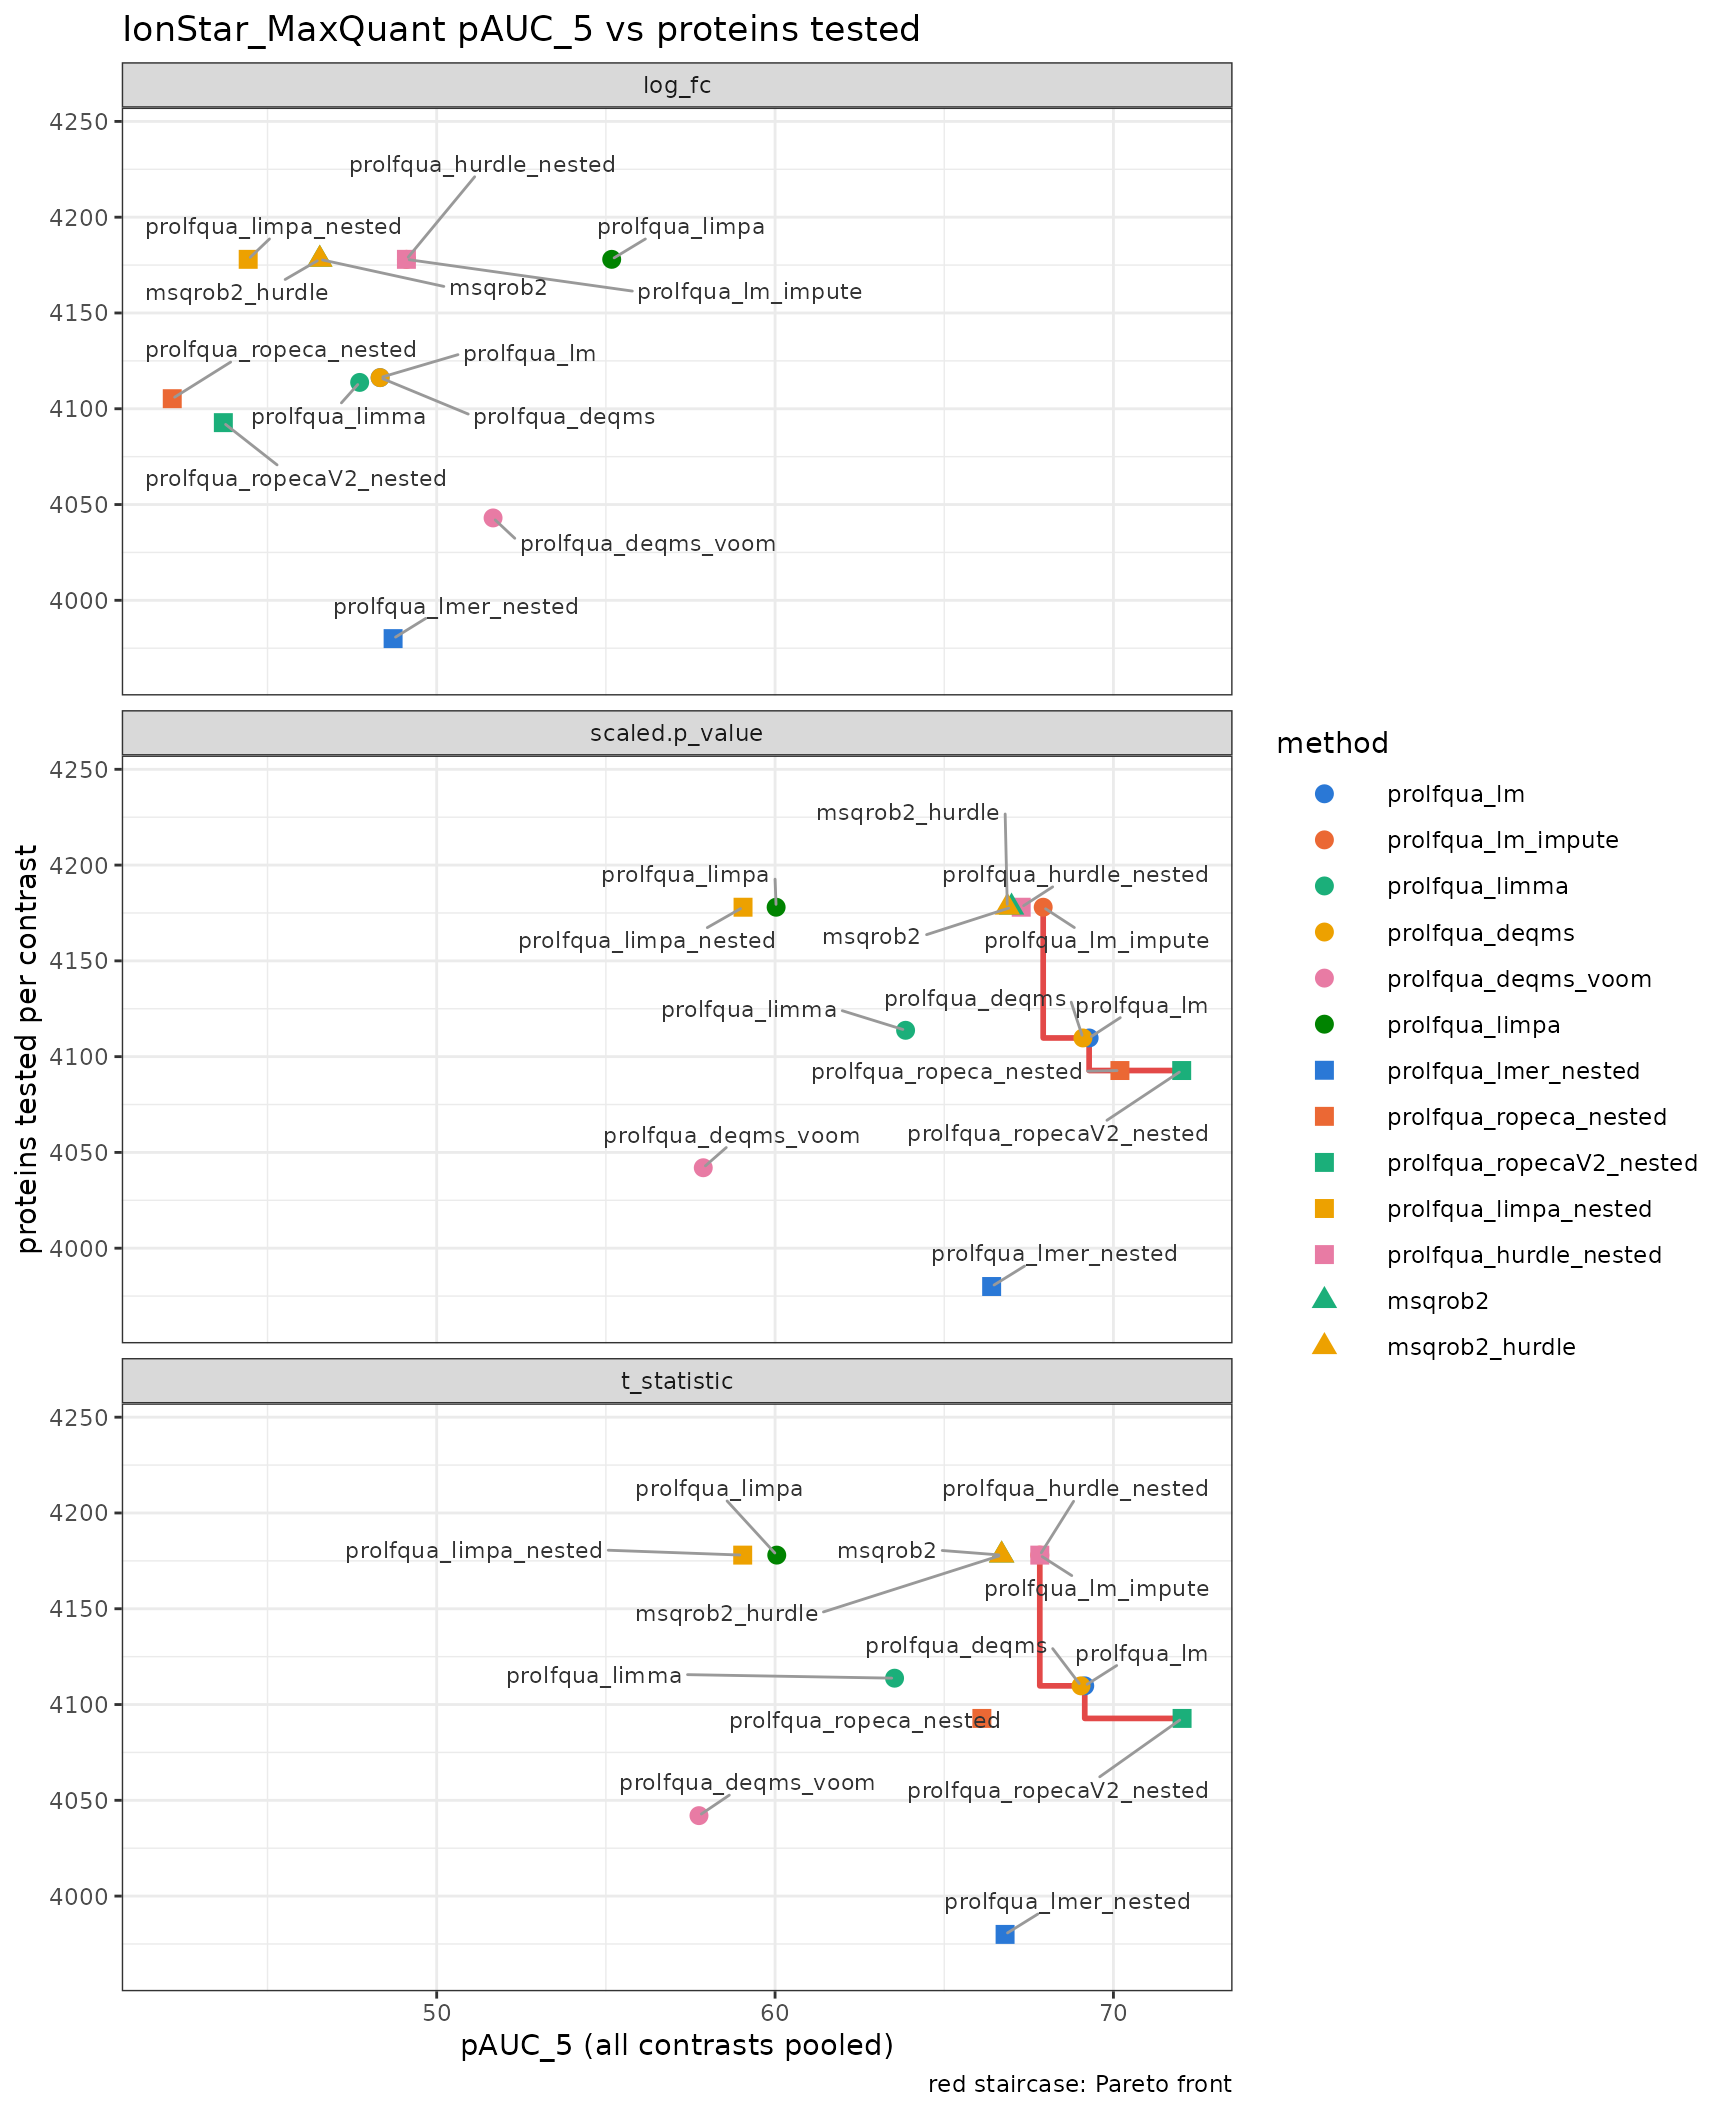 IonStar_MaxQuant pAUC_5 vs proteins tested
log_fc
4250
4200
4150
4100
4050
4000
prolfqua_hurdle_nested
prolfqua_limpa_nested
prolfqua_limpa
msqrob2_hurdle
msqrob2
prolfqua_lm_impute
prolfqua_ropeca_nested
prolfqua_lm
prolfqua_limma
prolfqua_deqms
prolfqua_ropecaV2_nested
prolfqua_deqms_voom
prolfqua_lmer_nested
scaled.p_value
4250
4200
4150
4100
4050
4000
msqrob2_hurdle
prolfqua_limpa
prolfqua_hurdle_nested
msqrob2
prolfqua_limpa_nested
prolfqua_lm_impute
prolfqua_deqms
prolfqua_lm
prolfqua_limma
prolfqua_ropeca_nested
prolfqua_deqms_voom
prolfqua_ropecaV2_nested
prolfqua_lmer_nested
t_statistic
4250
4200
4150
4100
4050
4000
prolfqua_limpa
prolfqua_hurdle_nested
prolfqua_limpa_nested
msqrob2
prolfqua_lm_impute
msqrob2_hurdle
prolfqua_deqms
prolfqua_lm
prolfqua_limma
prolfqua_ropeca_nested
prolfqua_deqms_voom
prolfqua_ropecaV2_nested
prolfqua_lmer_nested
50
60
70
pAUC_5 (all contrasts pooled)
proteins tested per contrast
red staircase: Pareto front
method
prolfqua_lm
prolfqua_lm_impute
prolfqua_limma
prolfqua_deqms
prolfqua_deqms_voom
prolfqua_limpa
prolfqua_lmer_nested
prolfqua_ropeca_nested
prolfqua_ropecaV2_nested
prolfqua_limpa_nested
prolfqua_hurdle_nested
msqrob2
msqrob2_hurdle